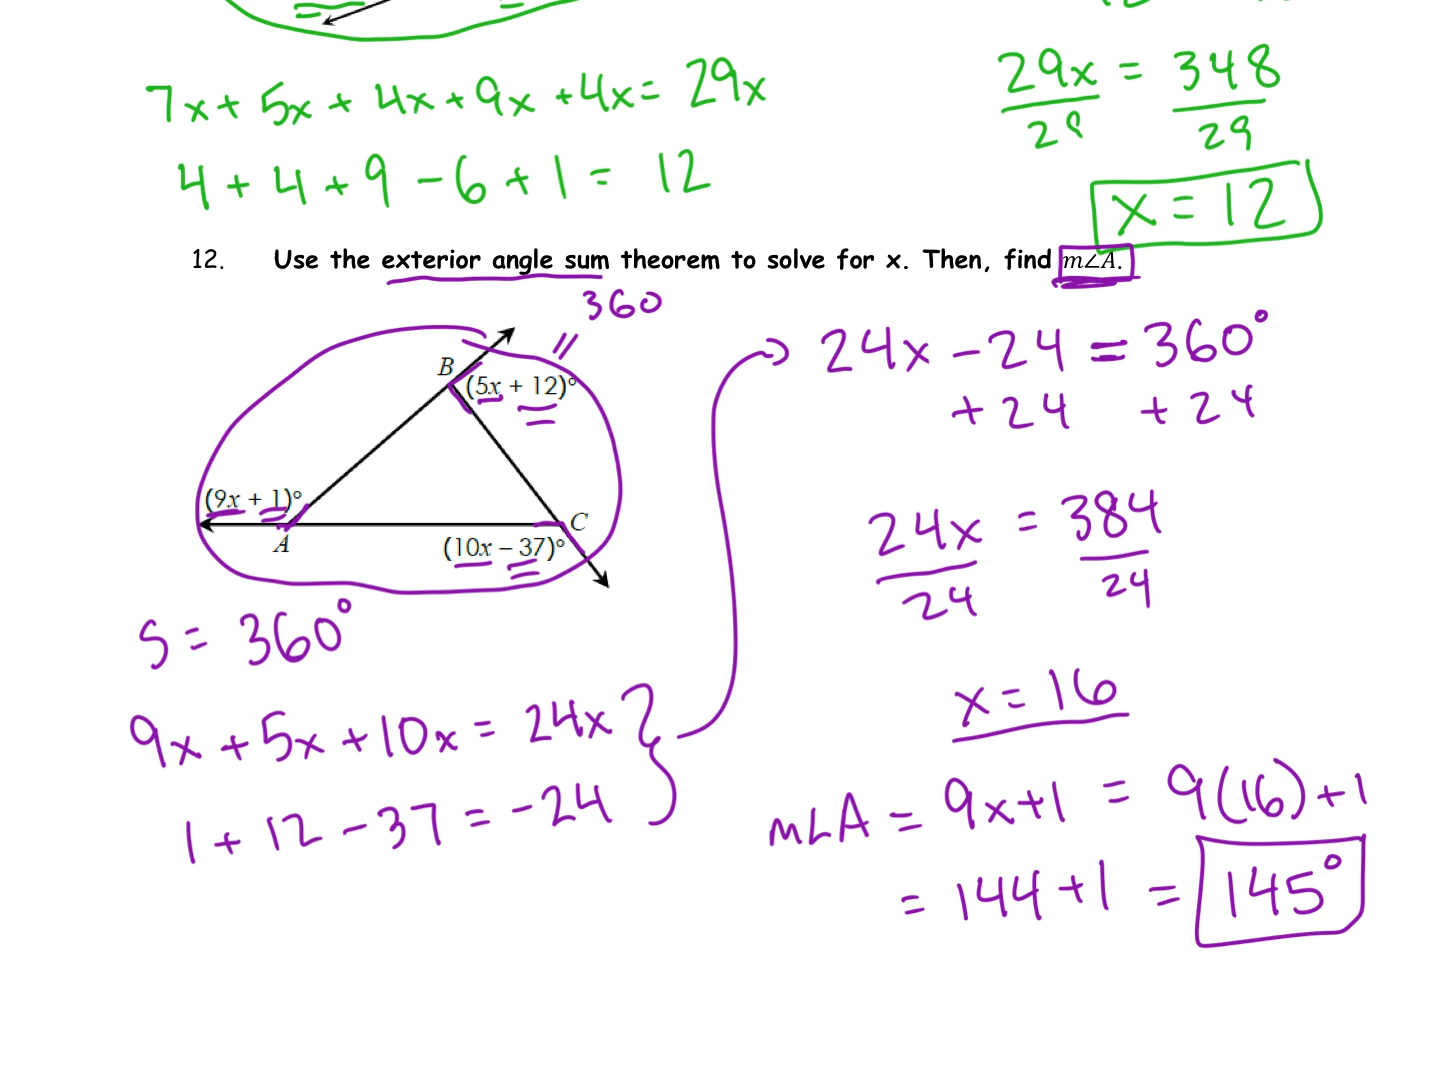 7x + 5x + 4x + 9x + 4x = 29x
29x = 348
29 29
4 + 4 + 9 - 6 + 1 = 12
x = 12
12. Use the exterior angle sum theorem to solve for x. Then, find m∠A.
360
B
(5x + 12)°
(9x + 1)°
A
C
(10x – 37)°
S = 360°
9x + 5x + 10x = 24x
1 + 12 - 37 = -24
24x - 24 = 360°
+24 +24
24x = 384
24 24
x = 16
m∠A = 9x+1 = 9(16)+1
= 144+1 = 145°